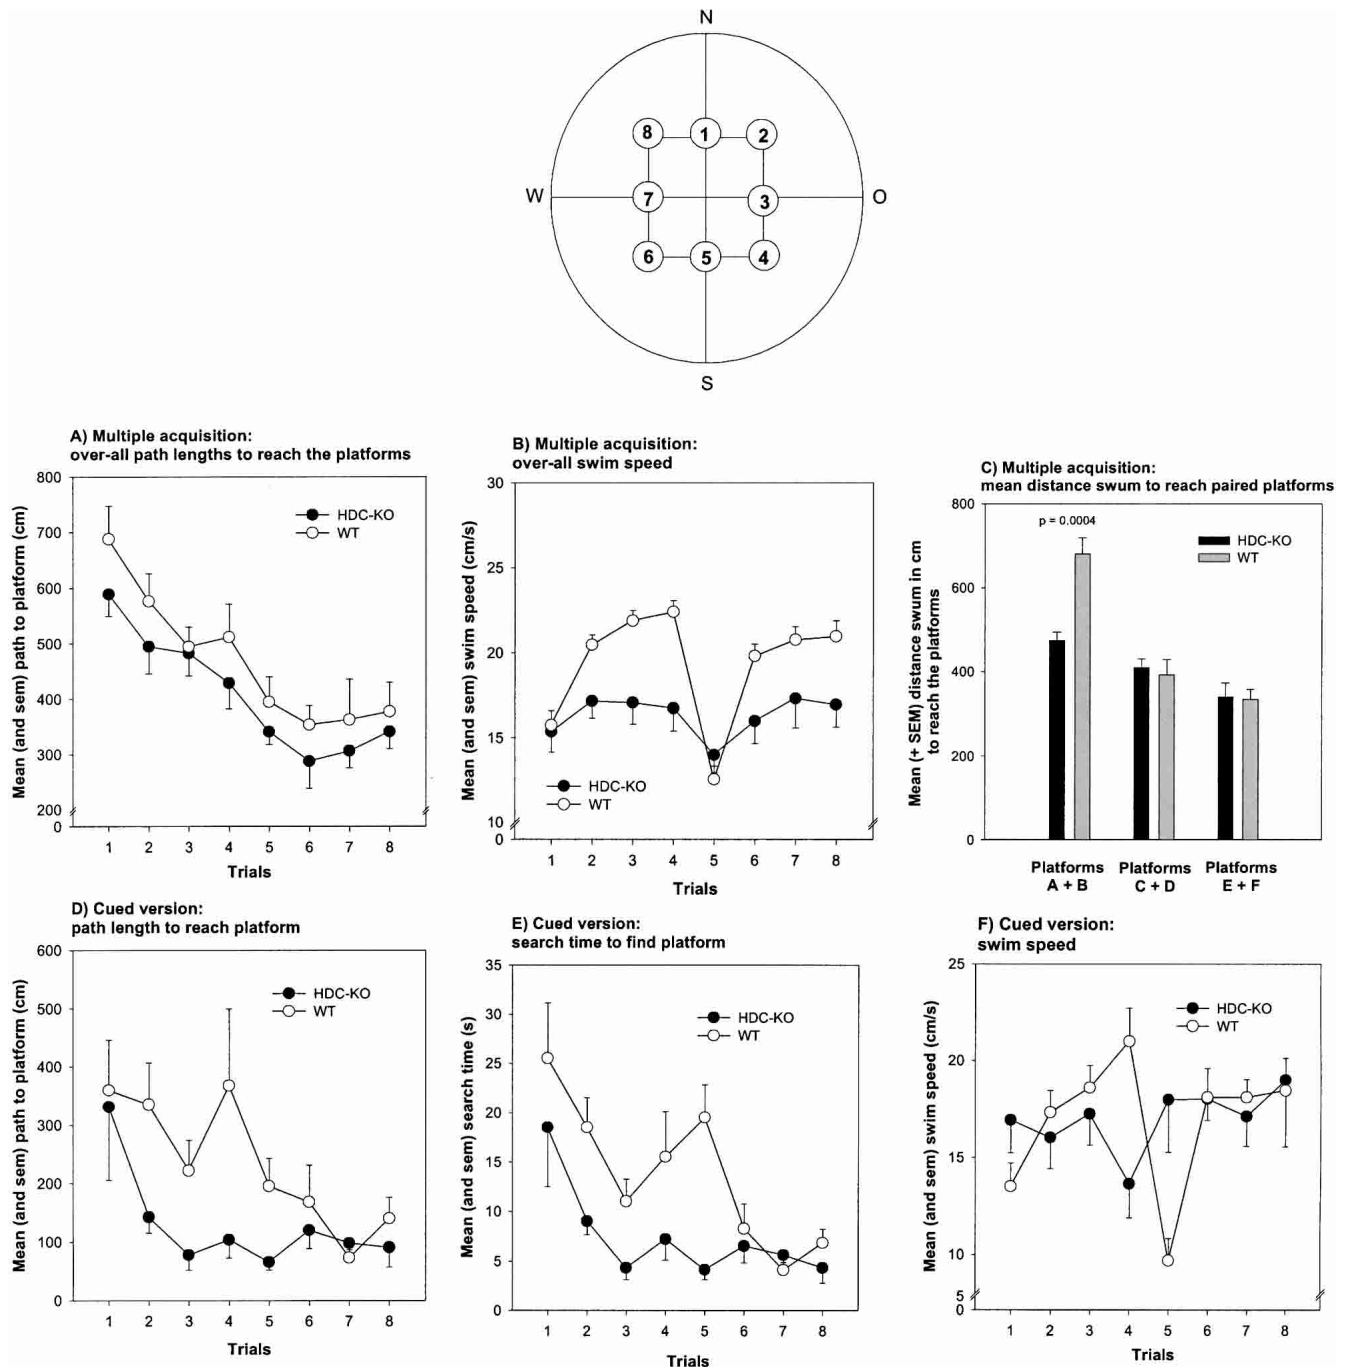 N
8 1 2
W 7 3 O
6 5 4
S
A) Multiple acquisition:
over-all path lengths to reach the platforms
Mean (and sem) path to platform (cm)
800
700
600
500
400
300
200
0
HDC-KO
WT
1 2 3 4 5 6 7 8
Trials
B) Multiple acquisition:
over-all swim speed
Mean (and sem) swim speed (cm/s)
30
25
20
15
10
0
HDC-KO
WT
1 2 3 4 5 6 7 8
Trials
C) Multiple acquisition:
mean distance swum to reach paired platforms
Mean (+ SEM) distance swum in cm
to reach the platforms
800
600
400
200
0
p = 0.0004
HDC-KO
WT
Platforms Platforms Platforms
A + B C + D E + F
D) Cued version:
path length to reach platform
Mean (and sem) path to platform (cm)
600
500
400
300
200
100
0
HDC-KO
WT
1 2 3 4 5 6 7 8
Trials
E) Cued version:
search time to find platform
Mean (and sem) search time (s)
35
30
25
20
15
10
5
0
HDC-KO
WT
1 2 3 4 5 6 7 8
Trials
F) Cued version:
swim speed
Mean (and sem) swim speed (cm/s)
25
20
15
10
5
0
HDC-KO
WT
1 2 3 4 5 6 7 8
Trials